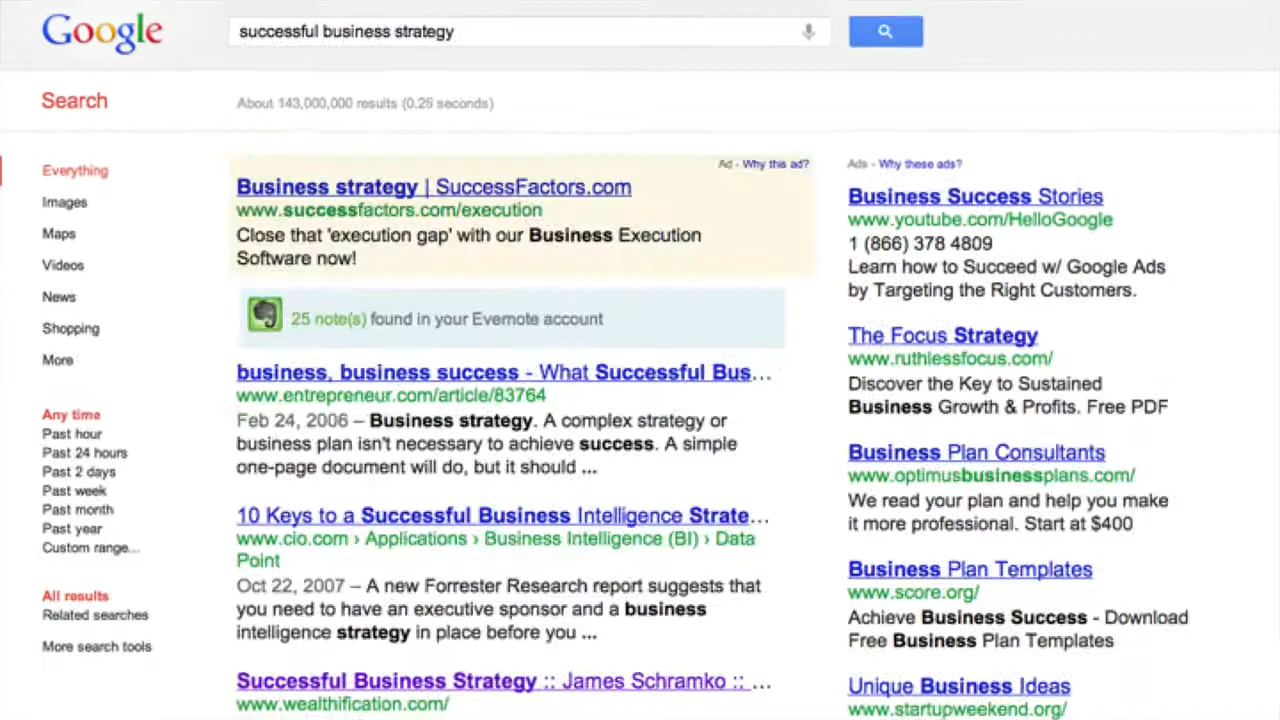 Google
successful business strategy
Search
About 143,000,000 results (0.25 seconds)
Everything
Images
Maps
Videos
News
Shopping
More
Any time
Past hour
Past 24 hours
Past 2 days
Past week
Past month
Past year
Custom range...
All results
Related searches
More search tools
Ad - Why this ad?
Business strategy | SuccessFactors.com
www.successfactors.com/execution
Close that 'execution gap' with our Business Execution
Software now!
25 note(s) found in your Evernote account
business, business success - What Successful Bus...
www.entrepreneur.com/article/83764
Feb 24, 2006 – Business strategy. A complex strategy or
business plan isn't necessary to achieve success. A simple
one-page document will do, but it should ...
10 Keys to a Successful Business Intelligence Strate...
www.cio.com › Applications › Business Intelligence (BI) › Data
Point
Oct 22, 2007 – A new Forrester Research report suggests that
you need to have an executive sponsor and a business
intelligence strategy in place before you ...
Successful Business Strategy :: James Schramko :: ...
www.wealthification.com/
Ads - Why these ads?
Business Success Stories
www.youtube.com/HelloGoogle
1 (866) 378 4809
Learn how to Succeed w/ Google Ads
by Targeting the Right Customers.
The Focus Strategy
www.ruthlessfocus.com/
Discover the Key to Sustained
Business Growth & Profits. Free PDF
Business Plan Consultants
www.optimusbusinessplans.com/
We read your plan and help you make
it more professional. Start at $400
Business Plan Templates
www.score.org/
Achieve Business Success - Download
Free Business Plan Templates
Unique Business Ideas
www.startupweekend.org/